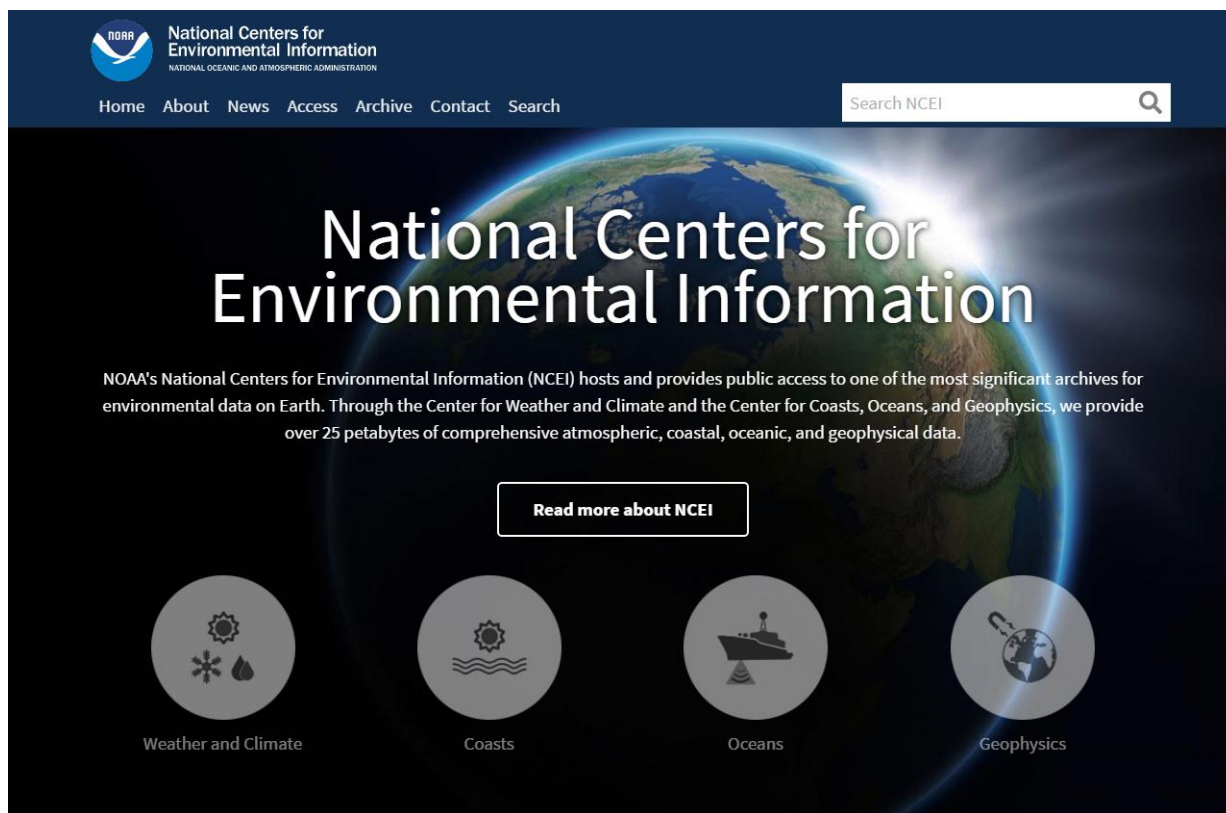 NOAA
National Centers for
Environmental Information
NATIONAL OCEANIC AND ATMOSPHERIC ADMINISTRATION
Home About News Access Archive Contact Search
Search NCEI
National Centers for
Environmental Information
NOAA's National Centers for Environmental Information (NCEI) hosts and provides public access to one of the most significant archives for
environmental data on Earth. Through the Center for Weather and Climate and the Center for Coasts, Oceans, and Geophysics, we provide
over 25 petabytes of comprehensive atmospheric, coastal, oceanic, and geophysical data.
Read more about NCEI
Weather and Climate
Coasts
Oceans
Geophysics